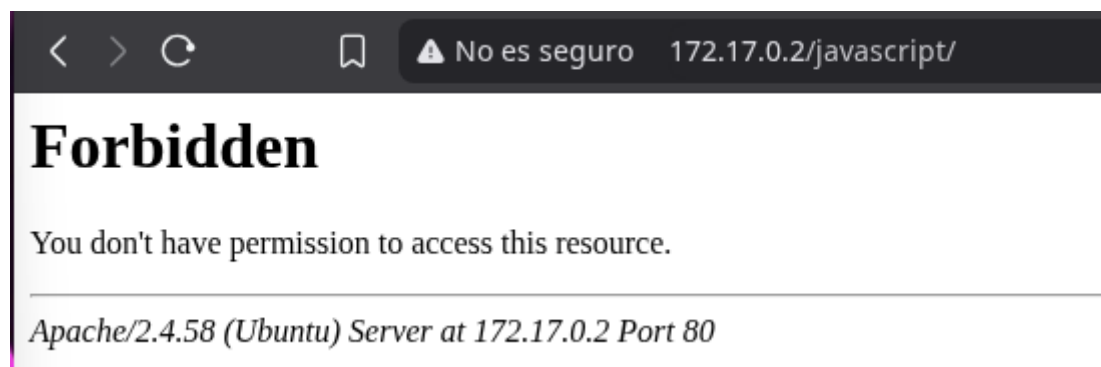 No es seguro 172.17.0.2/javascript/
Forbidden
You don't have permission to access this resource.
Apache/2.4.58 (Ubuntu) Server at 172.17.0.2 Port 80